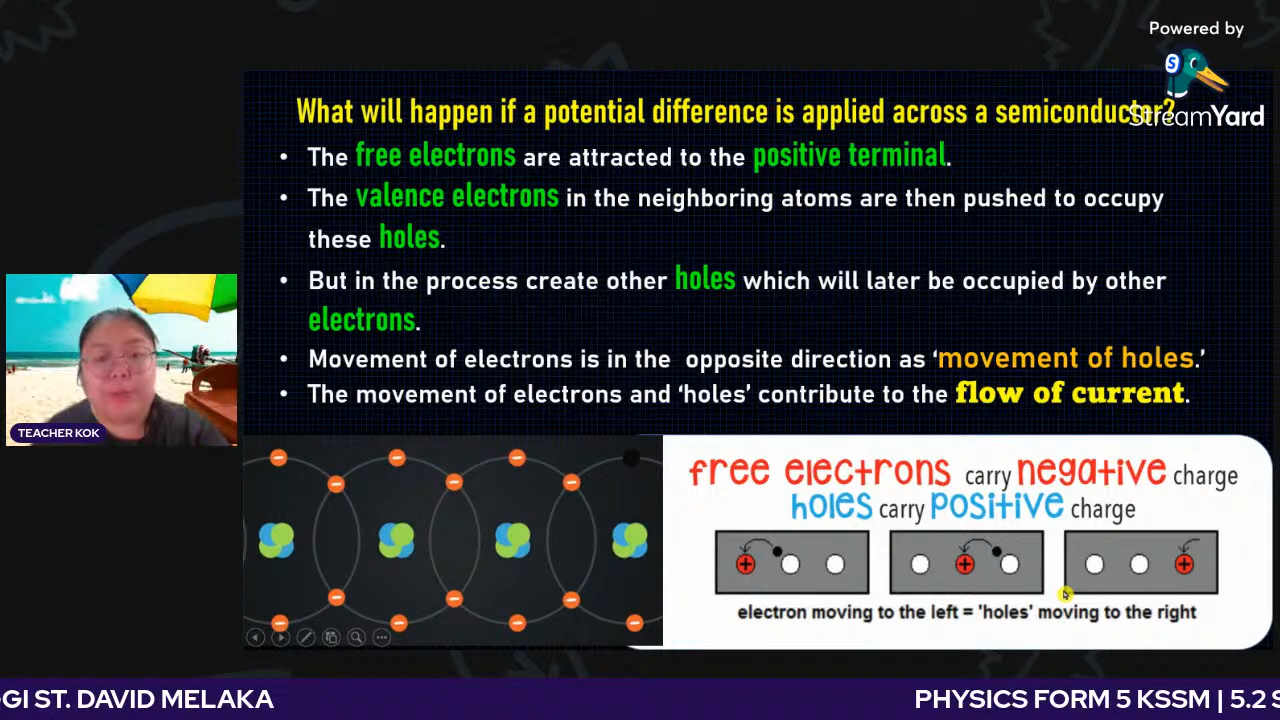 Powered by
StreamYard
What will happen if a potential difference is applied across a semiconductor?
• The free electrons are attracted to the positive terminal.
• The valence electrons in the neighboring atoms are then pushed to occupy
these holes.
• But in the process create other holes which will later be occupied by other
electrons.
• Movement of electrons is in the opposite direction as ‘movement of holes.’
• The movement of electrons and ‘holes’ contribute to the flow of current.
TEACHER KOK
free electrons carry negative charge
holes carry positive charge
electron moving to the left = 'holes' moving to the right
GI ST. DAVID MELAKA
PHYSICS FORM 5 KSSM | 5.2 S